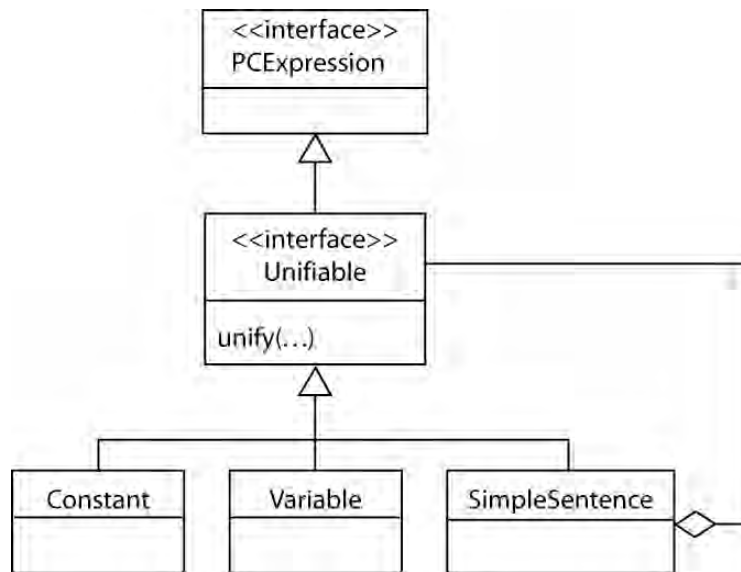 <<interface>>
PCExpression
<<interface>>
Unifiable
unify(...)
Constant
Variable
SimpleSentence